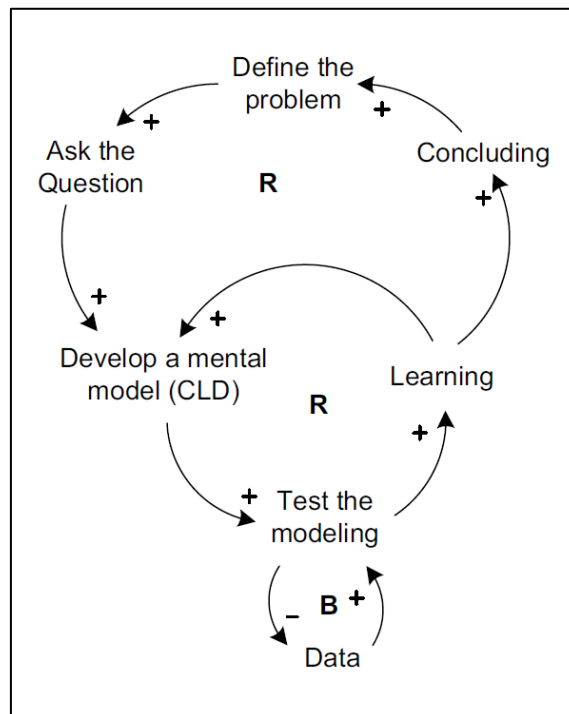 Define the
problem
+
+
Ask the
Question
Concluding
R
+
+
+
Develop a mental
model (CLD)
Learning
R
+
+
Test the
modeling
B
+
−
Data